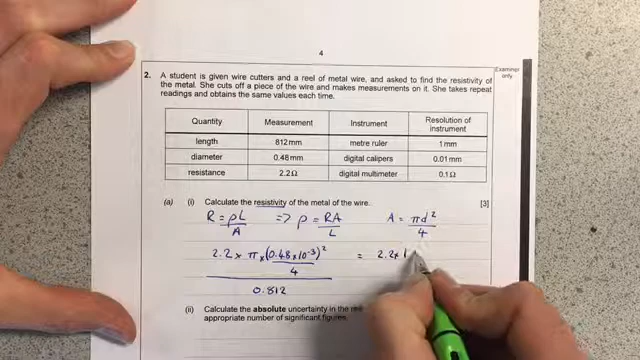 4
Examiner
only
2. A student is given wire cutters and a reel of metal wire, and asked to find the resistivity of
the metal. She cuts off a piece of the wire and makes measurements on it. She takes repeat
readings and obtains the same values each time.
Quantity Measurement Instrument Resolution of instrument
length 812 mm metre ruler 1 mm
diameter 0.48 mm digital calipers 0.01 mm
resistance 2.2 Ω digital multimeter 0.1 Ω
(a) (i) Calculate the resistivity of the metal of the wire. [3]
R = ρL/A => ρ = RA/L A = πd²/4
2.2 × π × (0.48×10⁻³)²/4 = 2.2×1
0.812
(ii) Calculate the absolute uncertainty in the
appropriate number of significant figures.